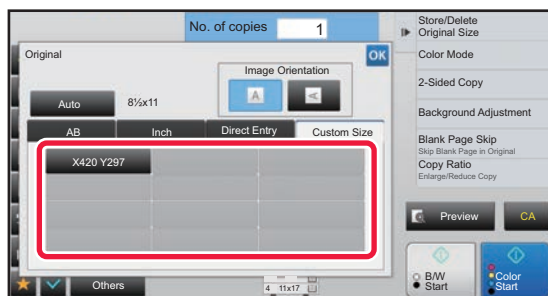 No. of copies 1
Store/Delete
Original Size
Original
OK
Color Mode
Image Orientation
2-Sided Copy
A A
Auto 8½x11
Background Adjustment
AB Inch Direct Entry Custom Size
Blank Page Skip
Skip Blank Page in Original
X420 Y297
Copy Ratio
Enlarge/Reduce Copy
Preview CA
B/W
Start
Color
Start
Others
4 11x17